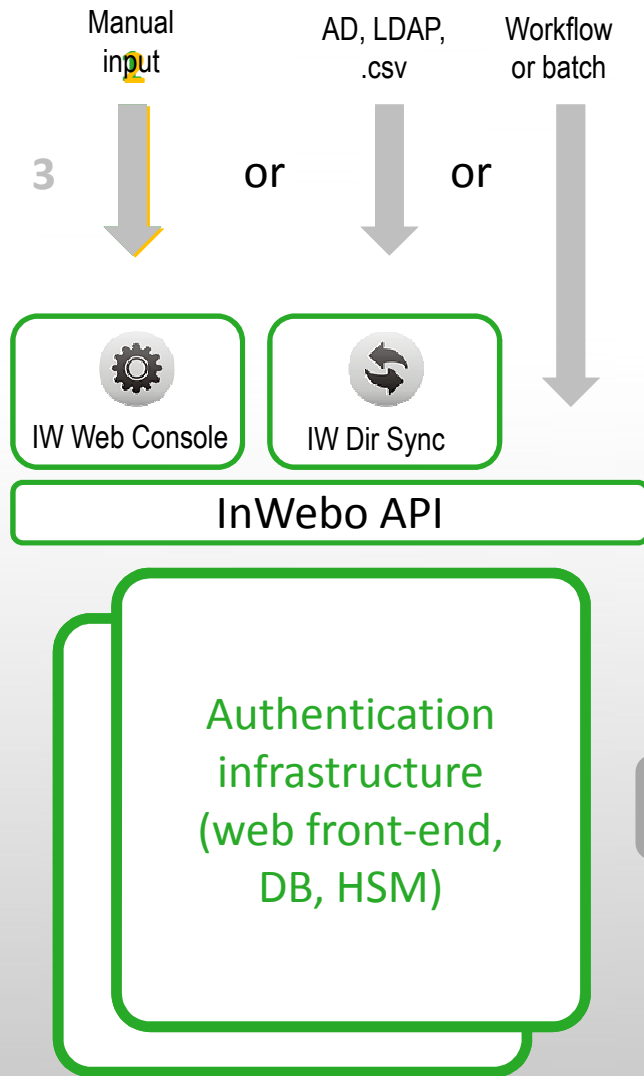 Manual
input
2
AD, LDAP,
.csv
Workflow
or batch
3
or
or
IW Web Console
IW Dir Sync
InWebo API
Authentication
infrastructure
(web front-end,
DB, HSM)